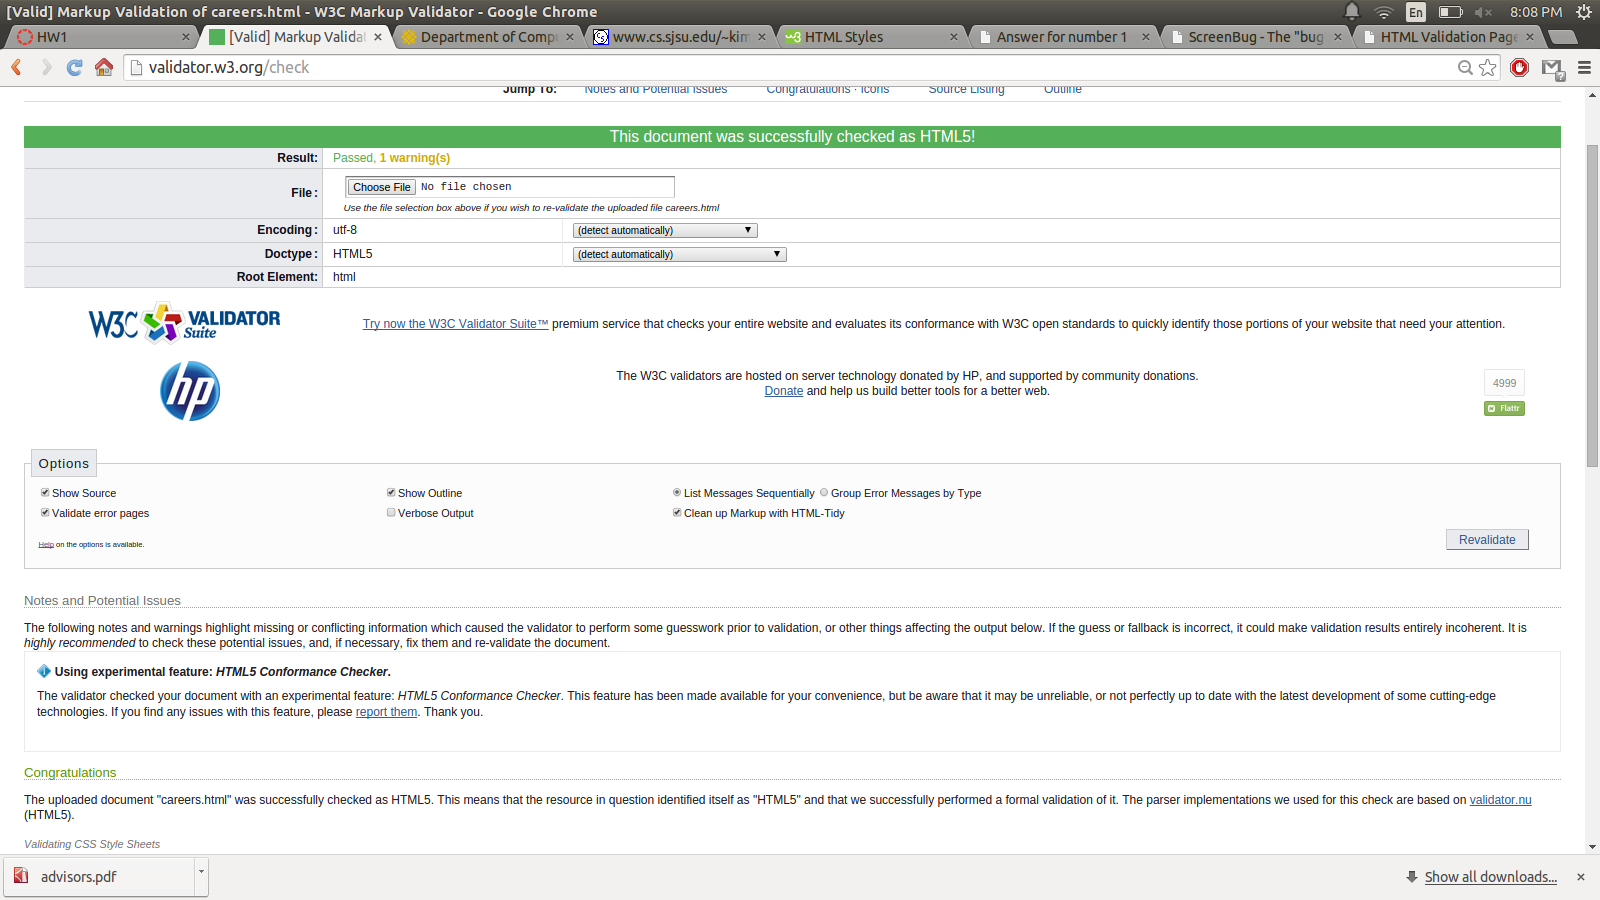 [Valid] Markup Validation of careers.html - W3C Markup Validator - Google Chrome
En
8:08 PM
HW1
[Valid] Markup Valida
Department of Comp
www.cs.sjsu.edu/~kim
HTML Styles
Answer for number 1
ScreenBug - The "bug
HTML Validation Page
validator.w3.org/check
Jump To: Notes and Potential Issues Congratulations · Icons Source Listing Outline
This document was successfully checked as HTML5!
Result: Passed, 1 warning(s)
File: Choose File No file chosen
Use the file selection box above if you wish to re-validate the uploaded file careers.html
Encoding: utf-8 (detect automatically)
Doctype: HTML5 (detect automatically)
Root Element: html
W3C VALIDATOR Suite
Try now the W3C Validator Suite™ premium service that checks your entire website and evaluates its conformance with W3C open standards to quickly identify those portions of your website that need your attention.
hp
The W3C validators are hosted on server technology donated by HP, and supported by community donations.
Donate and help us build better tools for a better web.
4999
Flattr
Options
Show Source Show Outline List Messages Sequentially Group Error Messages by Type
Validate error pages Verbose Output Clean up Markup with HTML-Tidy
Help on the options is available.
Revalidate
Notes and Potential Issues
The following notes and warnings highlight missing or conflicting information which caused the validator to perform some guesswork prior to validation, or other things affecting the output below. If the guess or fallback is incorrect, it could make validation results entirely incoherent. It is
highly recommended to check these potential issues, and, if necessary, fix them and re-validate the document.
Using experimental feature: HTML5 Conformance Checker.
The validator checked your document with an experimental feature: HTML5 Conformance Checker. This feature has been made available for your convenience, but be aware that it may be unreliable, or not perfectly up to date with the latest development of some cutting-edge
technologies. If you find any issues with this feature, please report them. Thank you.
Congratulations
The uploaded document "careers.html" was successfully checked as HTML5. This means that the resource in question identified itself as "HTML5" and that we successfully performed a formal validation of it. The parser implementations we used for this check are based on validator.nu
(HTML5).
Validating CSS Style Sheets
advisors.pdf
Show all downloads...